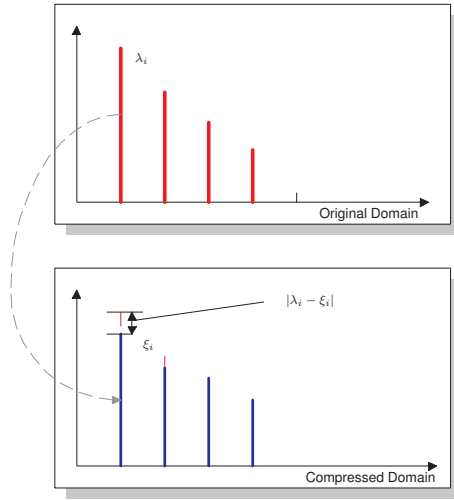 λ_i
Original Domain
|λ_i − ξ_i|
ξ_i
Compressed Domain